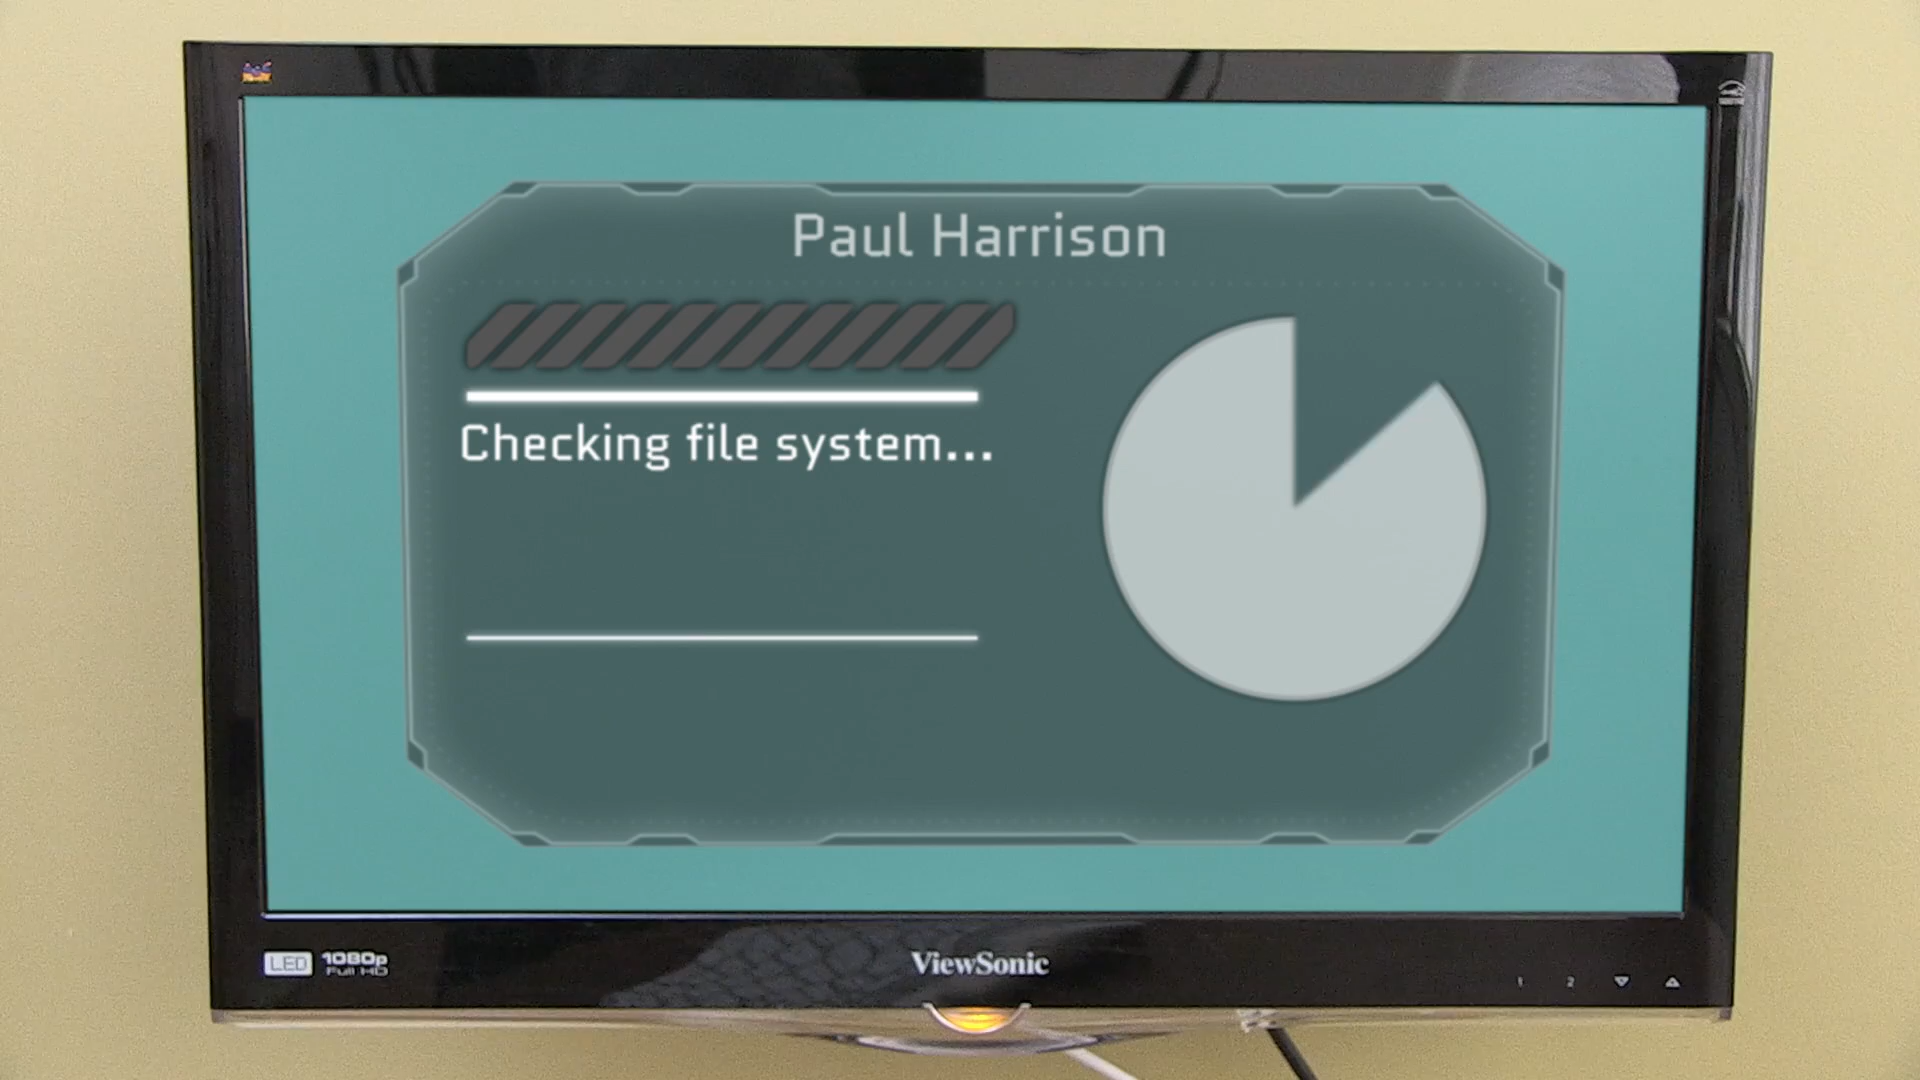 Paul Harrison
Checking file system...
LED 1080p
Full HD
ViewSonic
1 2